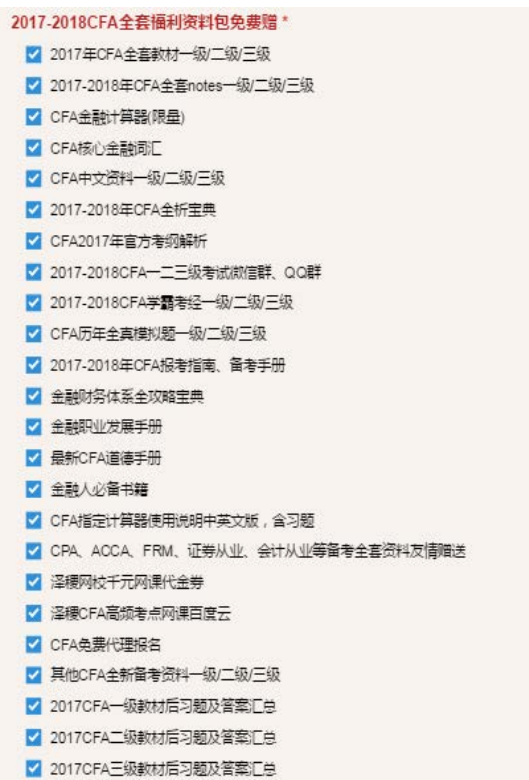 2017-2018CFA全套福利资料包免费赠 *
2017年CFA全套教材一级/二级/三级
2017-2018年CFA全套notes一级/二级/三级
CFA金融计算器(限量)
CFA核心金融词汇
CFA中文资料一级/二级/三级
2017-2018年CFA全析宝典
CFA2017年官方考纲解析
2017-2018CFA一二三级考试微信群、QQ群
2017-2018CFA学霸考经一级/二级/三级
CFA历年全真模拟题一级/二级/三级
2017-2018年CFA报考指南、备考手册
金融财务体系全攻略宝典
金融职业发展手册
最新CFA道德手册
金融人必备书籍
CFA指定计算器使用说明中英文版，含习题
CPA、ACCA、FRM、证券从业、会计从业等备考全套资料友情赠送
泽稷网校千元网课代金券
泽稷CFA高频考点网课百度云
CFA免费代理报名
其他CFA全新备考资料一级/二级/三级
2017CFA一级教材后习题及答案汇总
2017CFA二级教材后习题及答案汇总
2017CFA三级教材后习题及答案汇总